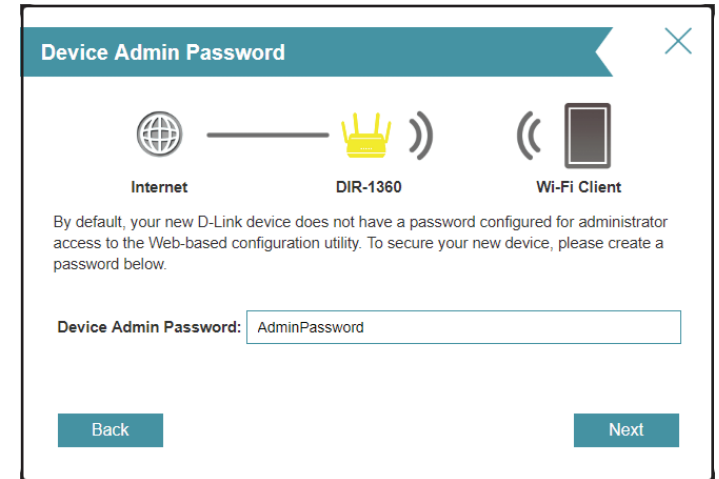 Device Admin Password
Internet
DIR-1360
Wi-Fi Client
By default, your new D-Link device does not have a password configured for administrator
access to the Web-based configuration utility. To secure your new device, please create a
password below.
Device Admin Password: AdminPassword
Back
Next